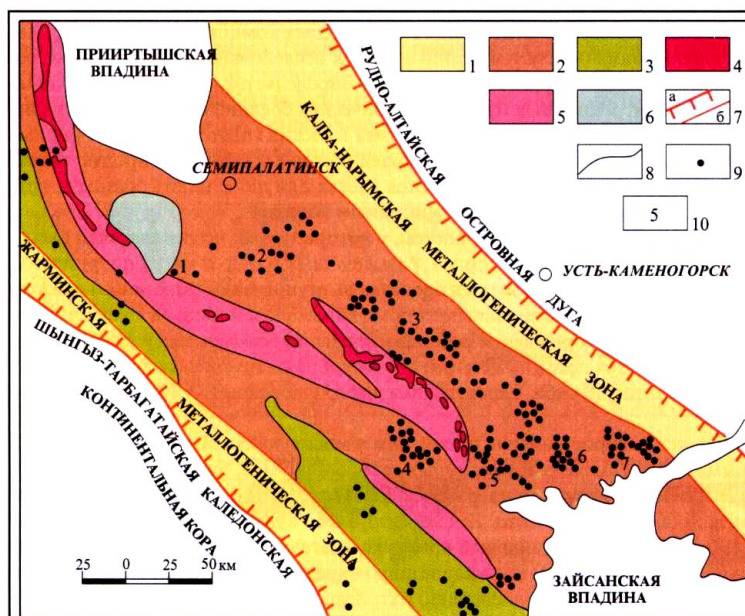 ПРИИРТЫШСКАЯ
ВПАДИНА
РУДНО-АЛТАЙСКАЯ
ОСТРОВНАЯ
ДУГА
1
2
3
4
5
6
а
б
7
8
9
5
10
КАЛБА-НАРЫМСКАЯ МЕТАЛЛОГЕНИЧЕСКАЯ ЗОНА
СЕМИПАЛАТИНСК
УСТЬ-КАМЕНОГОРСК
1
2
3
4
5
6
7
ЖАРМИНСКАЯ МЕТАЛЛОГЕНИЧЕСКАЯ ЗОНА
ШЫНГЫЗ-ТАРБАГАТАЙСКАЯ КАЛЕДОНСКАЯ
КОНТИНЕНТАЛЬНАЯ КОРА
25 0 25 50 км
ЗАЙСАНСКАЯ
ВПАДИНА